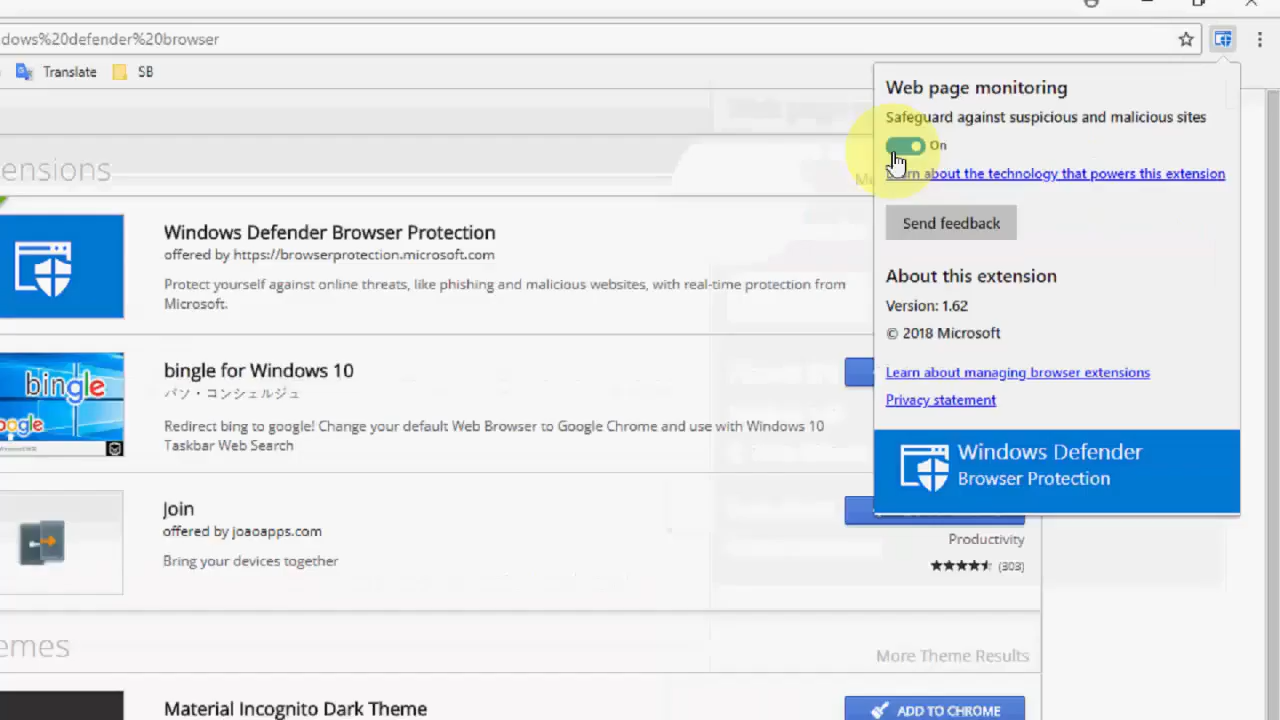 dows%20defender%20browser
Translate
SB
Web page monitoring
Safeguard against suspicious and malicious sites
On
about the technology that powers this extension
Send feedback
About this extension
Version: 1.62
© 2018 Microsoft
Learn about managing browser extensions
Privacy statement
Windows Defender
Browser Protection
ensions
Windows Defender Browser Protection
offered by https://browserprotection.microsoft.com
Protect yourself against online threats, like phishing and malicious websites, with real-time protection from
Microsoft.
bingle
oogle
bingle for Windows 10
パソ・コンシェルジュ
Redirect bing to google! Change your default Web Browser to Google Chrome and use with Windows 10
Taskbar Web Search
Join
offered by joaoapps.com
Bring your devices together
Productivity
(303)
emes
More Theme Results
Material Incognito Dark Theme
ADD TO CHROME